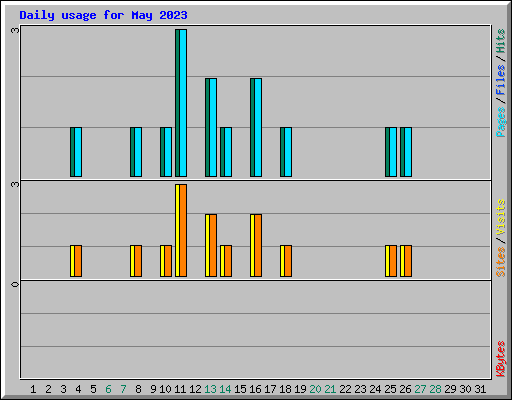 Daily usage for May 2023
3
3
0
Pages / Files / Hits
Sites / Visits
KBytes
1 2 3 4 5 6 7 8 9 10 11 12 13 14 15 16 17 18 19 20 21 22 23 24 25 26 27 28 29 30 31